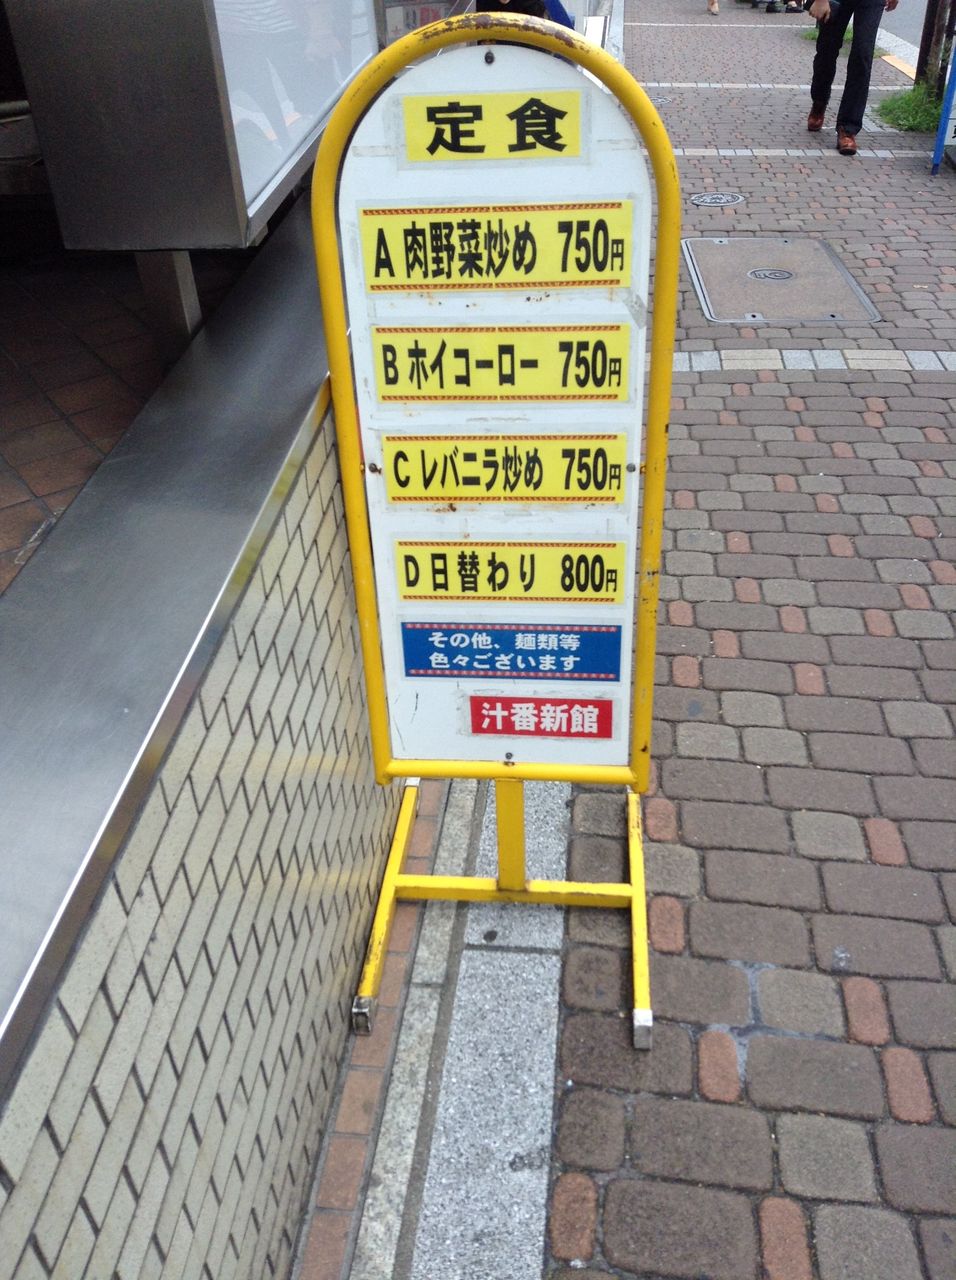 定食
A 肉野菜炒め 750円
B ホイコーロー 750円
C レバニラ炒め 750円
D 日替わり 800円
その他、麺類等
色々ございます
汁番新館